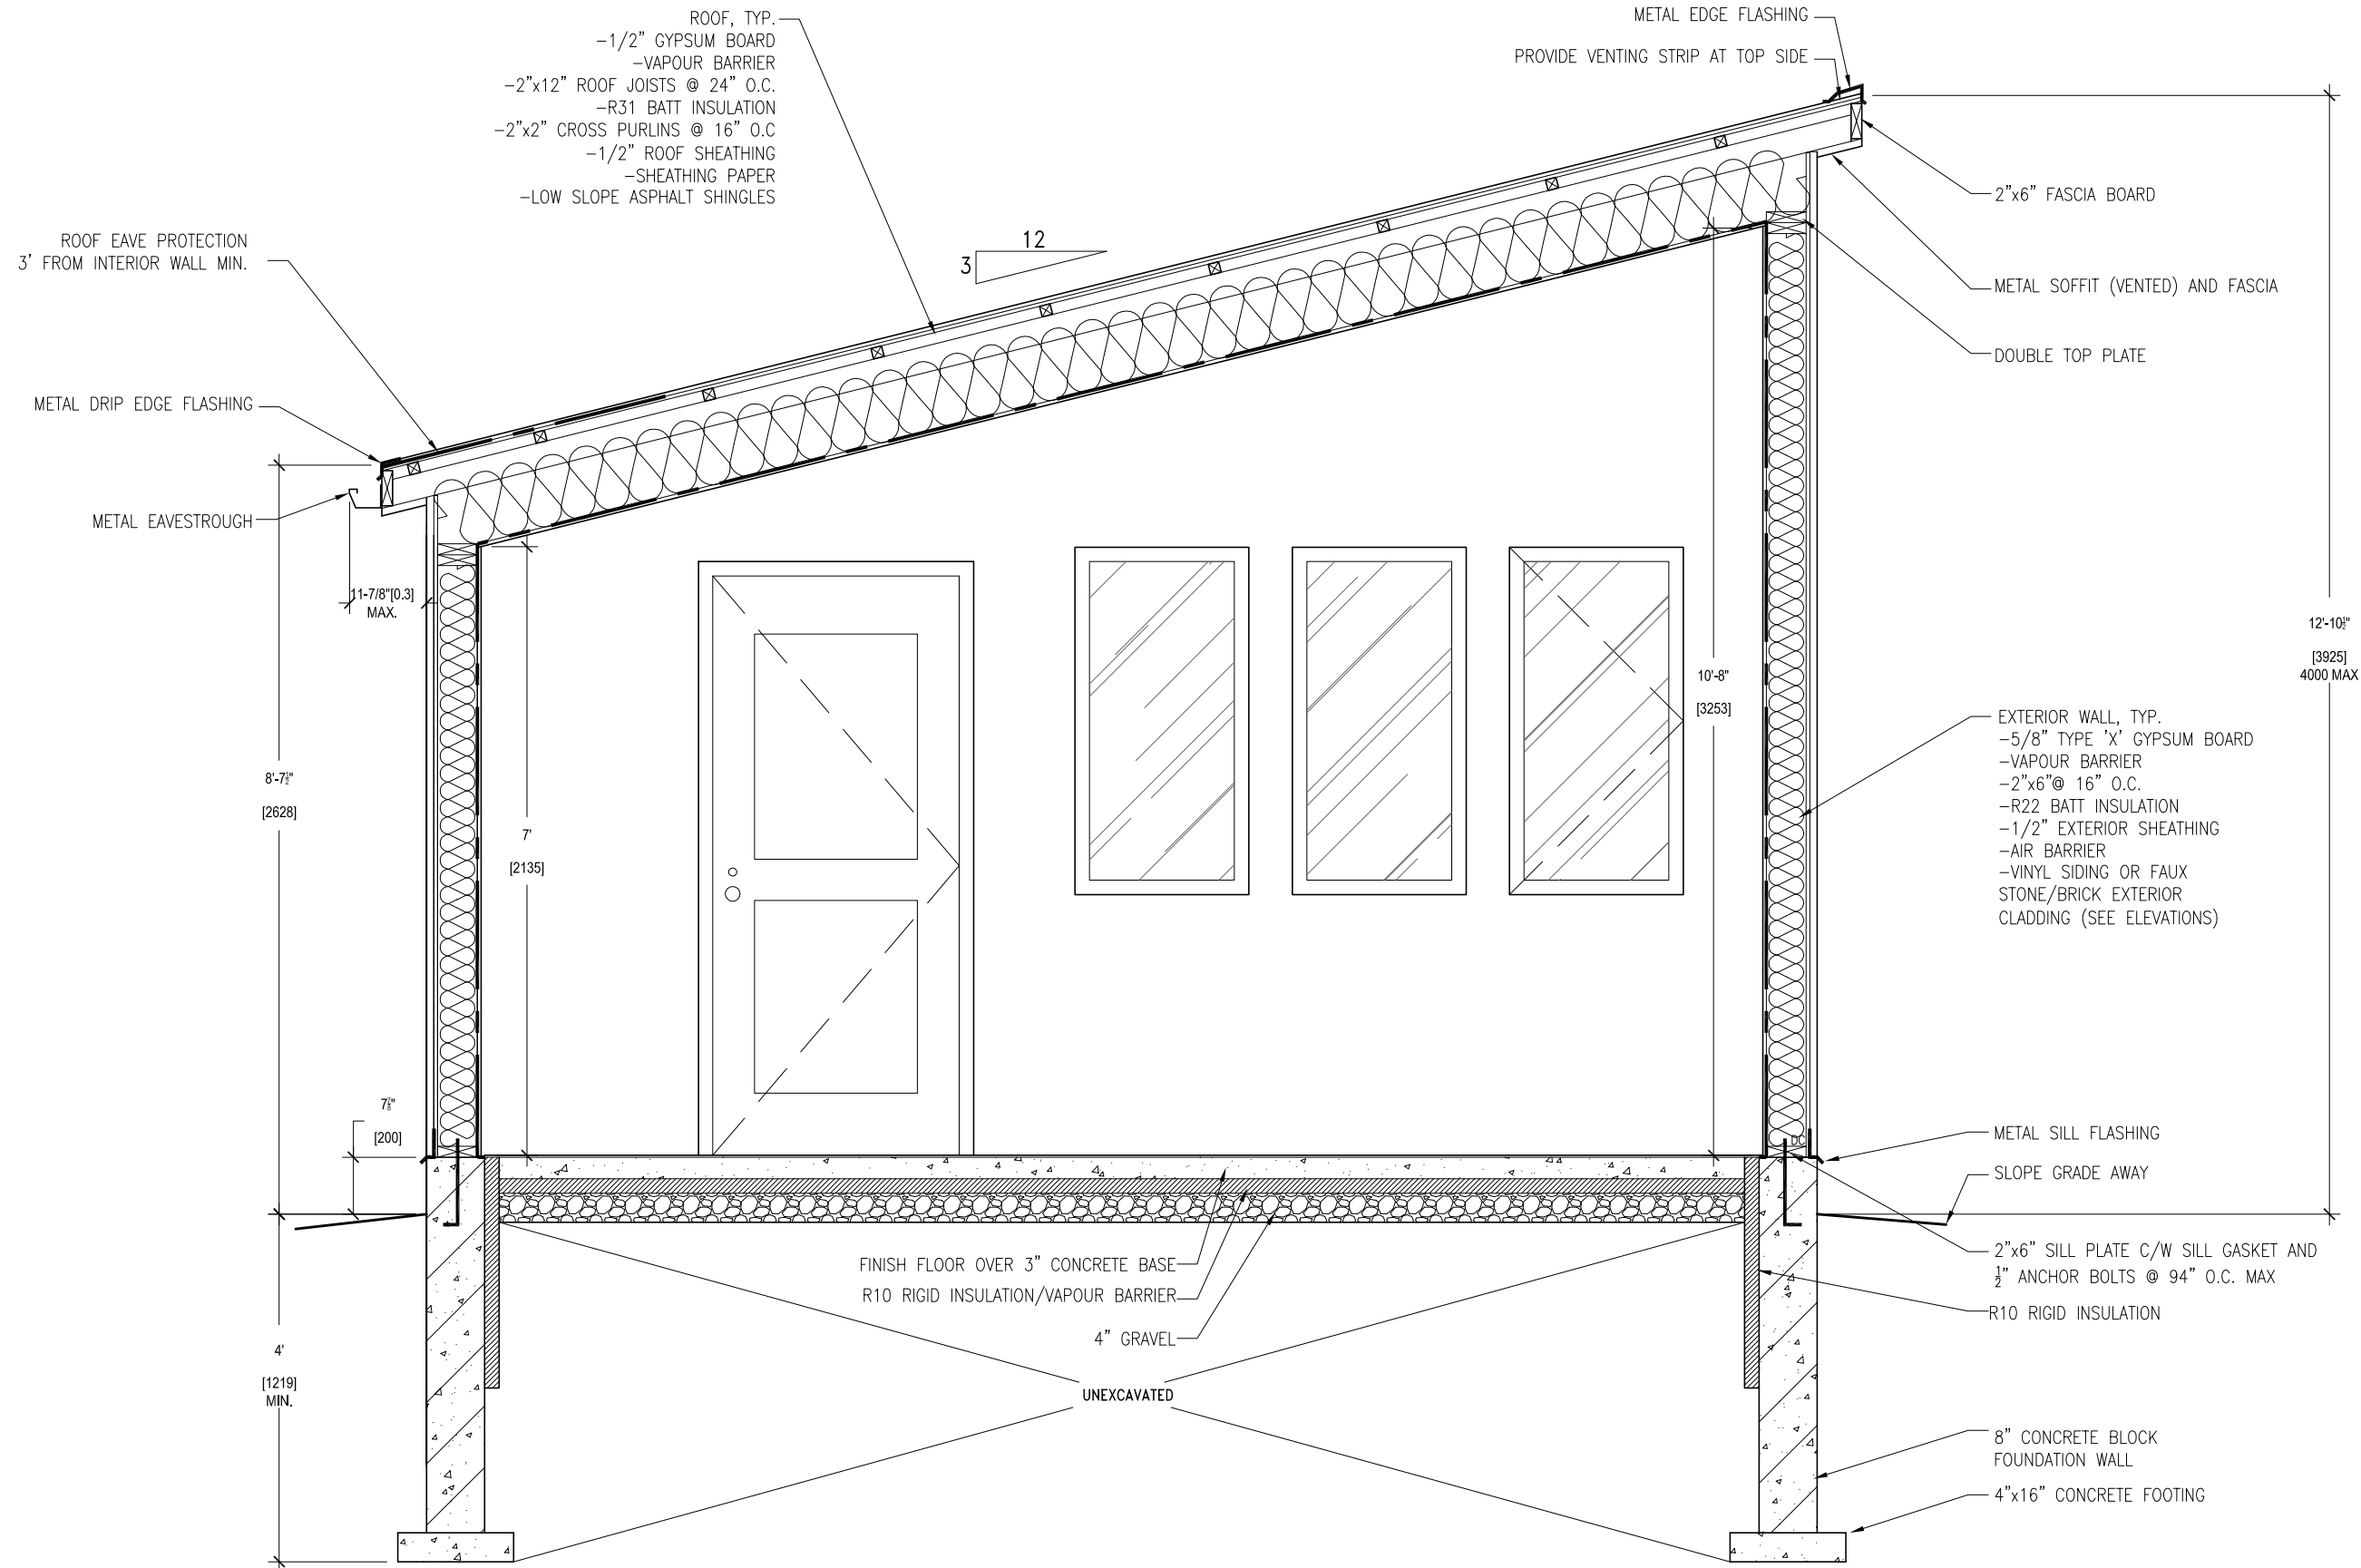 ROOF, TYP.
-1/2" GYPSUM BOARD
-VAPOUR BARRIER
-2"x12" ROOF JOISTS @ 24" O.C.
-R31 BATT INSULATION
-2"x2" CROSS PURLINS @ 16" O.C
-1/2" ROOF SHEATHING
-SHEATHING PAPER
-LOW SLOPE ASPHALT SHINGLES
METAL EDGE FLASHING
PROVIDE VENTING STRIP AT TOP SIDE
2"x6" FASCIA BOARD
METAL SOFFIT (VENTED) AND FASCIA
DOUBLE TOP PLATE
ROOF EAVE PROTECTION
3' FROM INTERIOR WALL MIN.
12
3
METAL DRIP EDGE FLASHING
METAL EAVESTROUGH
11-7/8"[0.3]
MAX.
8'-7½"
[2628]
7'
[2135]
10'-8"
[3253]
12'-10½"
[3925]
4000 MAX
EXTERIOR WALL, TYP.
-5/8" TYPE 'X' GYPSUM BOARD
-VAPOUR BARRIER
-2"x6"@ 16" O.C.
-R22 BATT INSULATION
-1/2" EXTERIOR SHEATHING
-AIR BARRIER
-VINYL SIDING OR FAUX
STONE/BRICK EXTERIOR
CLADDING (SEE ELEVATIONS)
7⅞"
[200]
DC
METAL SILL FLASHING
SLOPE GRADE AWAY
2"x6" SILL PLATE C/W SILL GASKET AND
½" ANCHOR BOLTS @ 94" O.C. MAX
R10 RIGID INSULATION
FINISH FLOOR OVER 3" CONCRETE BASE
R10 RIGID INSULATION/VAPOUR BARRIER
4" GRAVEL
UNEXCAVATED
4'
[1219]
MIN.
8" CONCRETE BLOCK
FOUNDATION WALL
4"x16" CONCRETE FOOTING